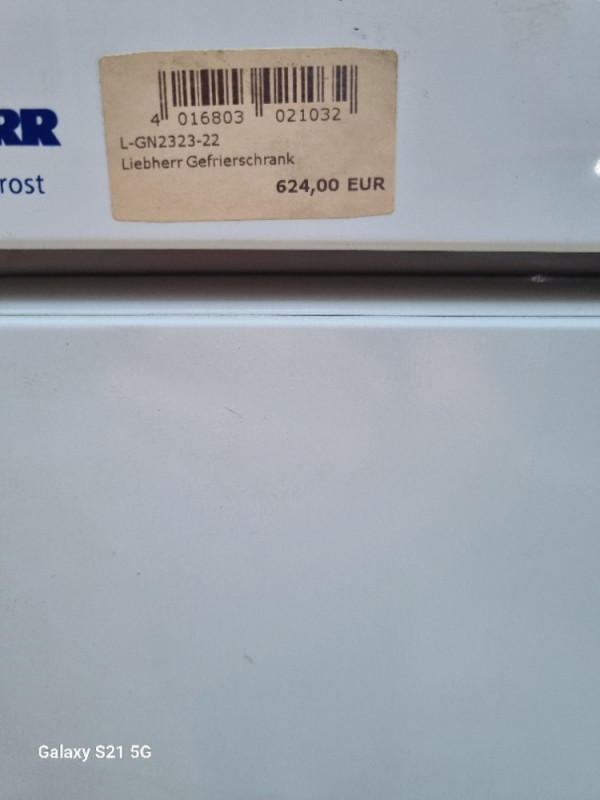 RR
rost
4 016803 021032
L-GN2323-22
Liebherr Gefrierschrank
624,00 EUR
Galaxy S21 5G